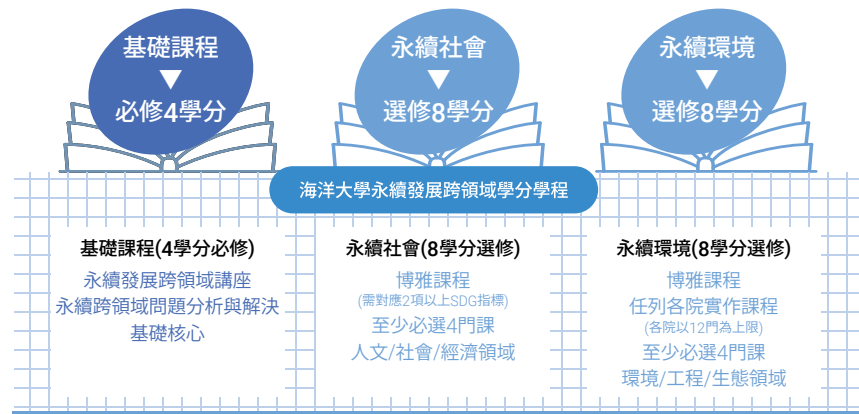 基礎課程
必修4學分
永續社會
選修8學分
永續環境
選修8學分
海洋大學永續發展跨領域學分學程
基礎課程(4學分必修)
永續發展跨領域講座
永續跨領域問題分析與解決
基礎核心
永續社會(8學分選修)
博雅課程
(需對應2項以上SDG指標)
至少必選4門課
人文/社會/經濟領域
永續環境(8學分選修)
博雅課程
任列各院實作課程
(各院以12門為上限)
至少必選4門課
環境/工程/生態領域